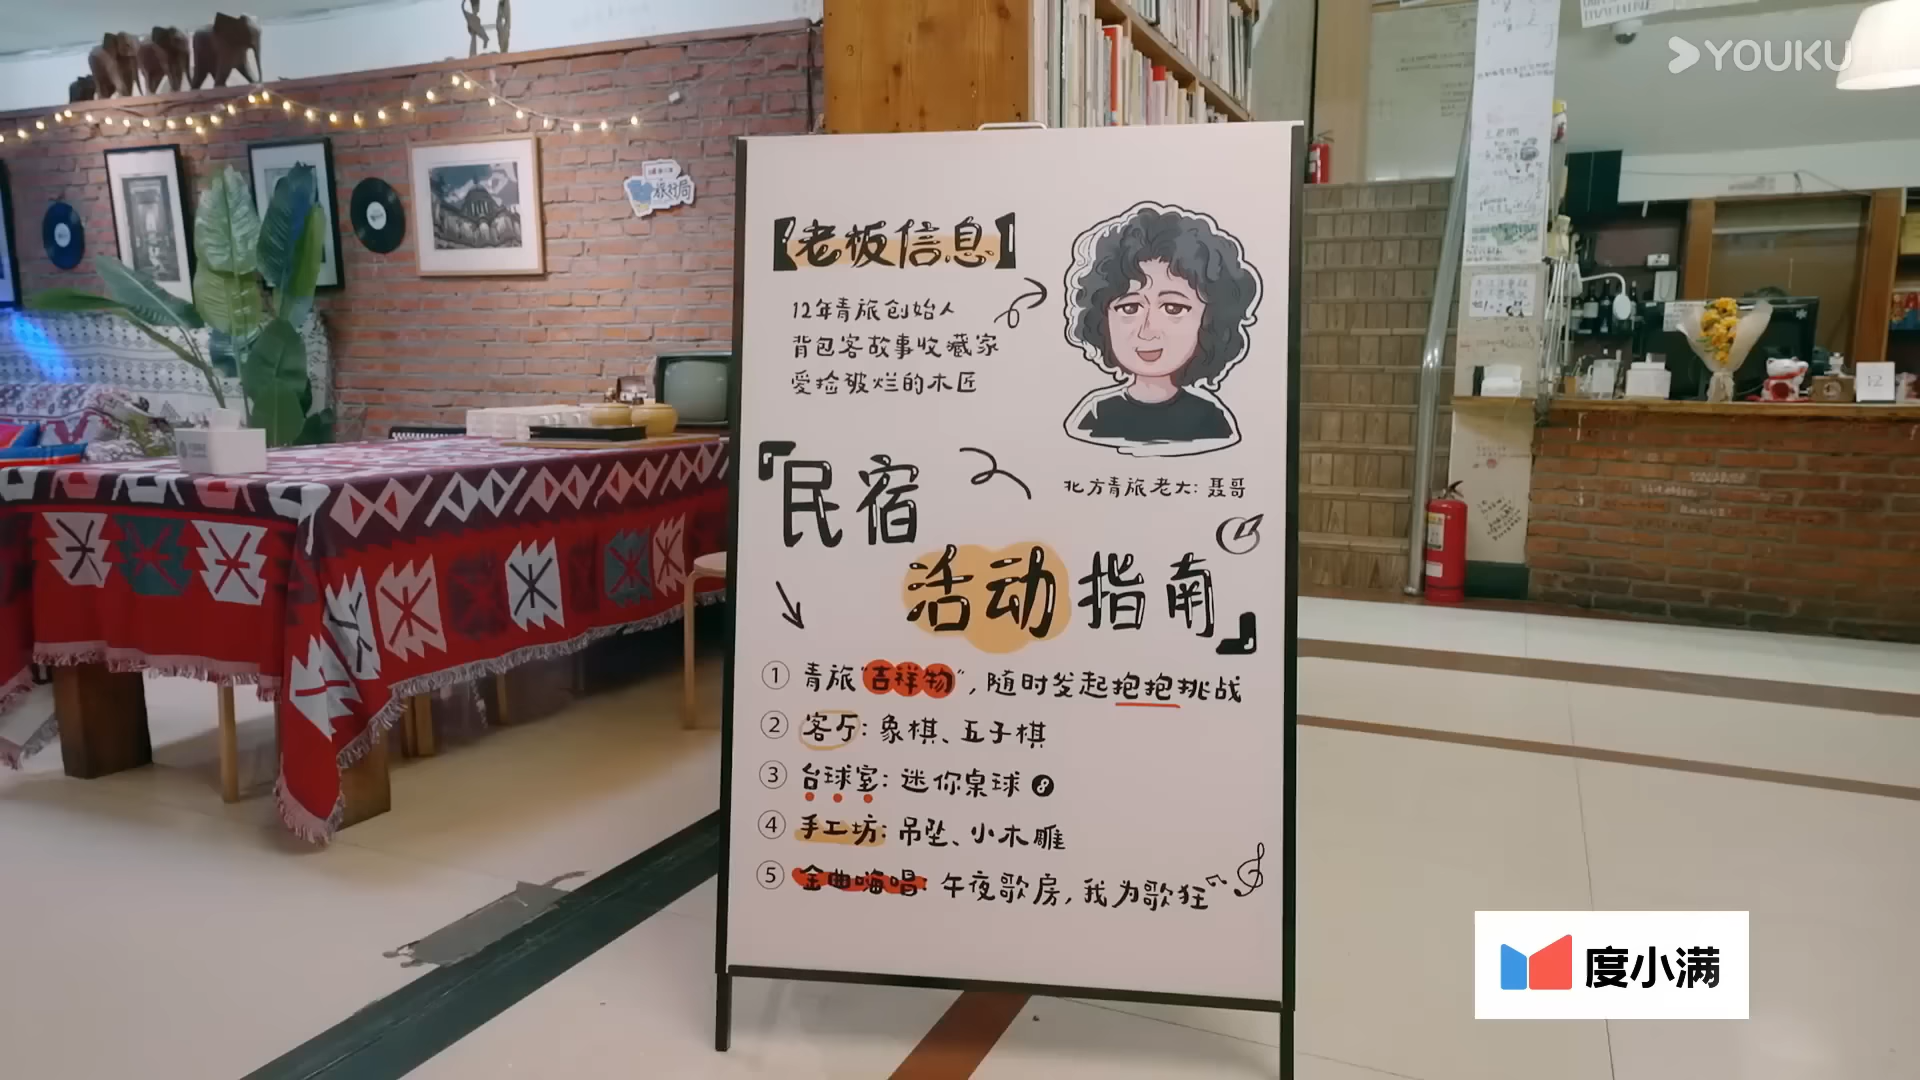 YOUKU
旅行局
【老板信息】
12年青旅创始人
背包客故事收藏家
爱捡破烂的木匠
北方青旅老大：聂哥
『民宿
活动指南』
① 青旅“吉祥物”，随时发起抱抱挑战
② 客厅：象棋、五子棋
③ 台球室：迷你桌球 8
④ 手工坊：吊坠、小木雕
⑤ 金曲嗨唱：午夜歌房，我为歌狂
度小满